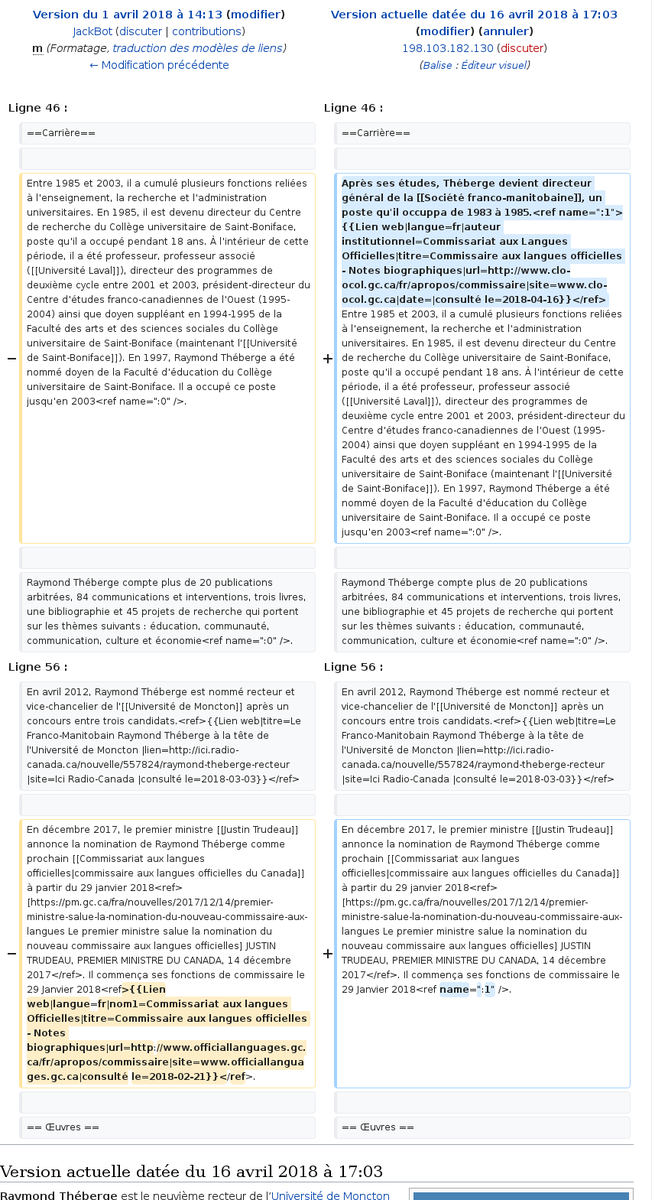 Version du 1 avril 2018 à 14:13 (modifier)
JackBot (discuter | contributions)
m (Formatage, traduction des modèles de liens)
← Modification précédente
Version actuelle datée du 16 avril 2018 à 17:03
(modifier) (annuler)
198.103.182.130 (discuter)
(Balise : Éditeur visuel)
Ligne 46 :
Ligne 46 :
==Carrière==
==Carrière==
−
Entre 1985 et 2003, il a cumulé plusieurs fonctions reliées
à l'enseignement, la recherche et l'administration
universitaires. En 1985, il est devenu directeur du Centre
de recherche du Collège universitaire de Saint-Boniface,
poste qu'il a occupé pendant 18 ans. À l'intérieur de cette
période, il a été professeur, professeur associé
([[Université Laval]]), directeur des programmes de
deuxième cycle entre 2001 et 2003, président-directeur du
Centre d'études franco-canadiennes de l'Ouest (1995-
2004) ainsi que doyen suppléant en 1994-1995 de la
Faculté des arts et des sciences sociales du Collège
universitaire de Saint-Boniface (maintenant l'[[Université
de Saint-Boniface]]). En 1997, Raymond Théberge a été
nommé doyen de la Faculté d'éducation du Collège
universitaire de Saint-Boniface. Il a occupé ce poste
jusqu'en 2003<ref name=":0" />.
+
Après ses études, Théberge devient directeur
général de la [[Société franco-manitobaine]], un
poste qu'il occuppa de 1983 à 1985.<ref name=":1">
{{Lien web|langue=fr|auteur
institutionnel=Commissariat aux Langues
Officielles|titre=Commissaire aux langues officielles
- Notes biographiques|url=http://www.clo-
ocol.gc.ca/fr/apropos/commissaire|site=www.clo-
ocol.gc.ca|date=|consulté le=2018-04-16}}</ref>
Entre 1985 et 2003, il a cumulé plusieurs fonctions reliées
à l'enseignement, la recherche et l'administration
universitaires. En 1985, il est devenu directeur du Centre
de recherche du Collège universitaire de Saint-Boniface,
poste qu'il a occupé pendant 18 ans. À l'intérieur de cette
période, il a été professeur, professeur associé
([[Université Laval]]), directeur des programmes de
deuxième cycle entre 2001 et 2003, président-directeur du
Centre d'études franco-canadiennes de l'Ouest (1995-
2004) ainsi que doyen suppléant en 1994-1995 de la
Faculté des arts et des sciences sociales du Collège
universitaire de Saint-Boniface (maintenant l'[[Université
de Saint-Boniface]]). En 1997, Raymond Théberge a été
nommé doyen de la Faculté d'éducation du Collège
universitaire de Saint-Boniface. Il a occupé ce poste
jusqu'en 2003<ref name=":0" />.
Raymond Théberge compte plus de 20 publications
arbitrées, 84 communications et interventions, trois livres,
une bibliographie et 45 projets de recherche qui portent
sur les thèmes suivants : éducation, communauté,
communication, culture et économie<ref name=":0" />.
Raymond Théberge compte plus de 20 publications
arbitrées, 84 communications et interventions, trois livres,
une bibliographie et 45 projets de recherche qui portent
sur les thèmes suivants : éducation, communauté,
communication, culture et économie<ref name=":0" />.
Ligne 56 :
Ligne 56 :
En avril 2012, Raymond Théberge est nommé recteur et
vice-chancelier de l'[[Université de Moncton]] après un
concours entre trois candidats.<ref>{{Lien web|titre=Le
Franco-Manitobain Raymond Théberge à la tête de
l'Université de Moncton |lien=http://ici.radio-
canada.ca/nouvelle/557824/raymond-theberge-recteur
|site=Ici Radio-Canada |consulté le=2018-03-03}}</ref>
En avril 2012, Raymond Théberge est nommé recteur et
vice-chancelier de l'[[Université de Moncton]] après un
concours entre trois candidats.<ref>{{Lien web|titre=Le
Franco-Manitobain Raymond Théberge à la tête de
l'Université de Moncton |lien=http://ici.radio-
canada.ca/nouvelle/557824/raymond-theberge-recteur
|site=Ici Radio-Canada |consulté le=2018-03-03}}</ref>
−
En décembre 2017, le premier ministre [[Justin Trudeau]]
annonce la nomination de Raymond Théberge comme
prochain [[Commissariat aux langues
officielles|commissaire aux langues officielles du Canada]]
à partir du 29 janvier 2018<ref>
[https://pm.gc.ca/fra/nouvelles/2017/12/14/premier-
ministre-salue-la-nomination-du-nouveau-commissaire-aux-
langues Le premier ministre salue la nomination du
nouveau commissaire aux langues officielles] JUSTIN
TRUDEAU, PREMIER MINISTRE DU CANADA, 14 décembre
2017</ref>. Il commença ses fonctions de commissaire le
29 Janvier 2018<ref>{{Lien
web|langue=fr|nom1=Commissariat aux langues
Officielles|titre=Commissaire aux langues officielles
- Notes
biographiques|url=http://www.officiallanguages.gc.
ca/fr/apropos/commissaire|site=www.officiallangua
ges.gc.ca|consulté le=2018-02-21}}</ref>.
+
En décembre 2017, le premier ministre [[Justin Trudeau]]
annonce la nomination de Raymond Théberge comme
prochain [[Commissariat aux langues
officielles|commissaire aux langues officielles du Canada]]
à partir du 29 janvier 2018<ref>
[https://pm.gc.ca/fra/nouvelles/2017/12/14/premier-
ministre-salue-la-nomination-du-nouveau-commissaire-aux-
langues Le premier ministre salue la nomination du
nouveau commissaire aux langues officielles] JUSTIN
TRUDEAU, PREMIER MINISTRE DU CANADA, 14 décembre
2017</ref>. Il commença ses fonctions de commissaire le
29 Janvier 2018<ref name=":1" />.
== Œuvres ==
== Œuvres ==
Version actuelle datée du 16 avril 2018 à 17:03
Raymond Théberge est le neuvième recteur de l'Université de Moncton